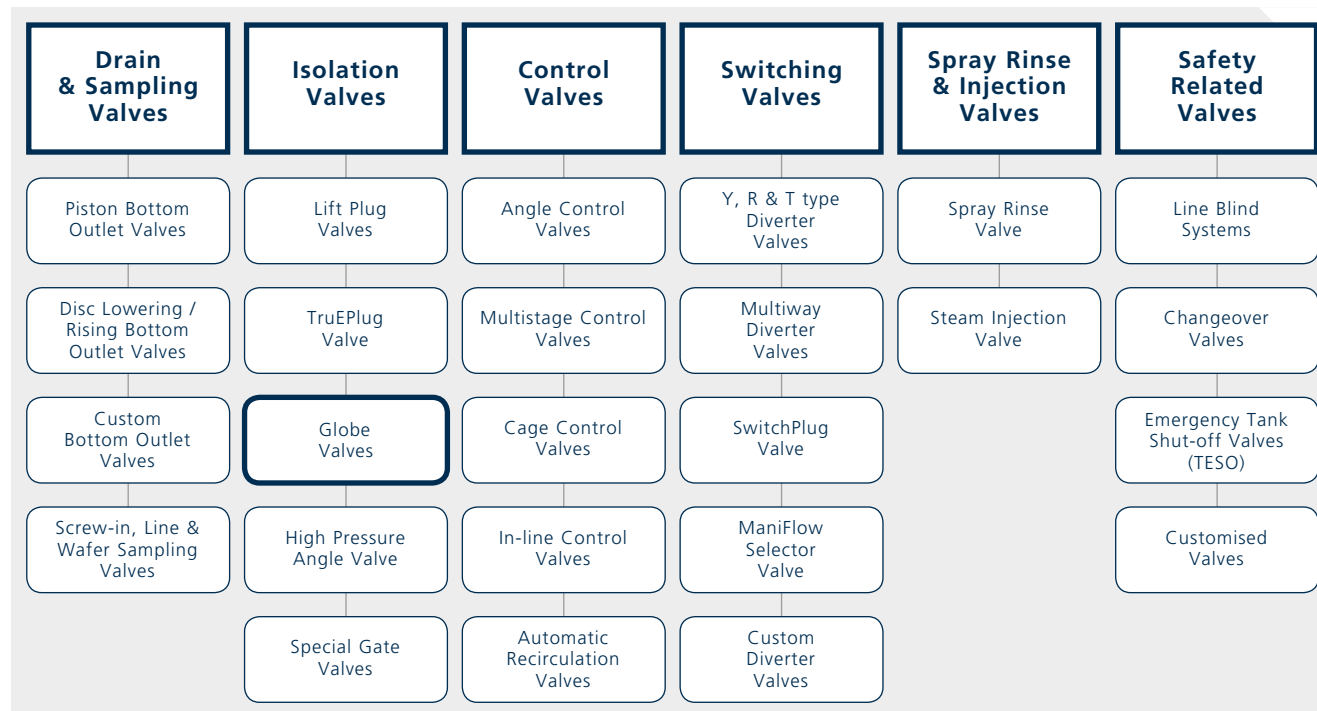 Drain
& Sampling
Valves
Piston Bottom
Outlet Valves
Disc Lowering /
Rising Bottom
Outlet Valves
Custom
Bottom Outlet
Valves
Screw-in, Line &
Wafer Sampling
Valves
Isolation
Valves
Lift Plug
Valves
TruEPlug
Valve
Globe
Valves
High Pressure
Angle Valve
Special Gate
Valves
Control
Valves
Angle Control
Valves
Multistage Control
Valves
Cage Control
Valves
In-line Control
Valves
Automatic
Recirculation
Valves
Switching
Valves
Y, R & T type
Diverter
Valves
Multiway
Diverter
Valves
SwitchPlug
Valve
ManiFlow
Selector
Valve
Custom
Diverter
Valves
Spray Rinse
& Injection
Valves
Spray Rinse
Valve
Steam Injection
Valve
Safety
Related
Valves
Line Blind
Systems
Changeover
Valves
Emergency Tank
Shut-off Valves
(TESO)
Customised
Valves